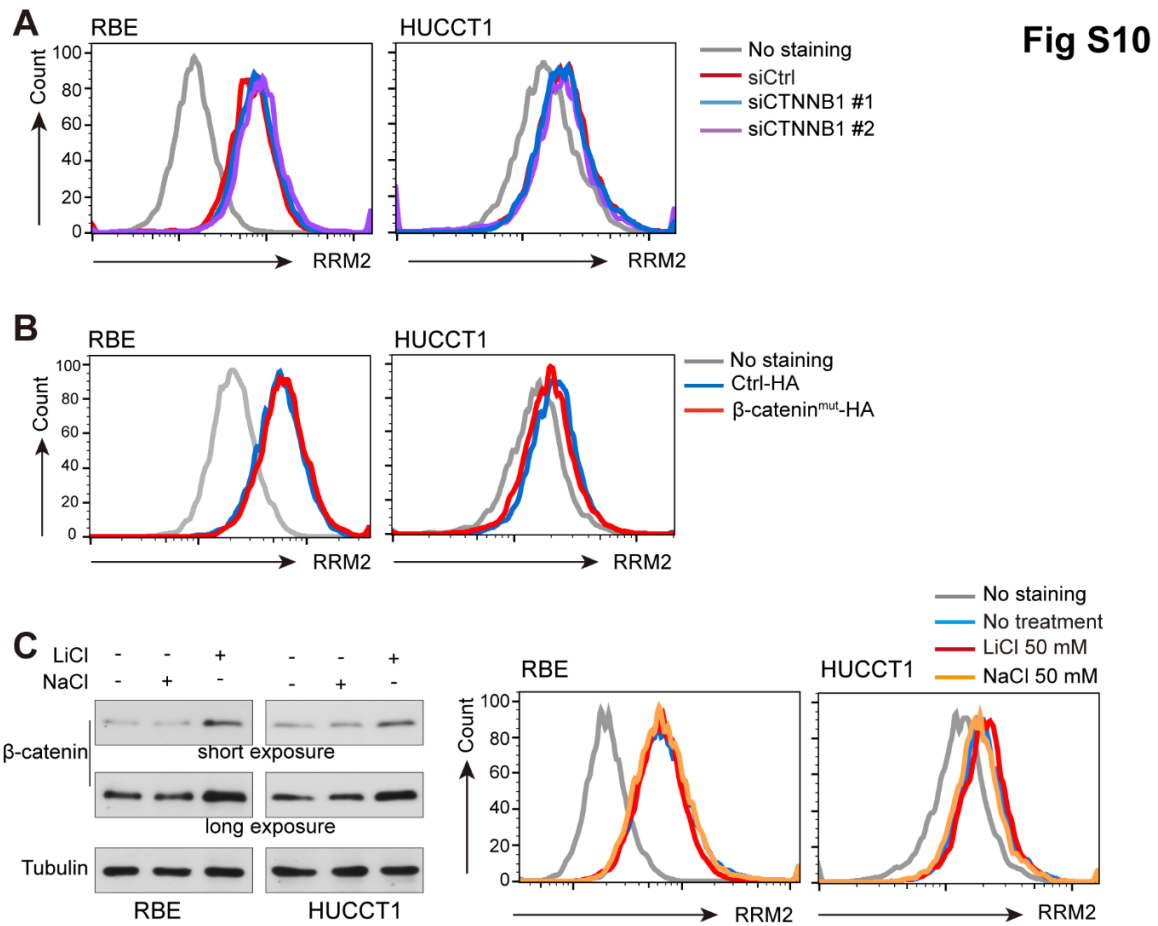 Fig S10
A
RBE
HUCCT1
Count
100
80
60
40
20
0
RRM2
RRM2
No staining
siCtrl
siCTNNB1 #1
siCTNNB1 #2
B
RBE
HUCCT1
Count
100
80
60
40
20
0
RRM2
RRM2
No staining
Ctrl-HA
β-catenin^mut-HA
C
LiCl - - + - - +
NaCl - + - - + -
β-catenin
short exposure
long exposure
Tubulin
RBE
HUCCT1
No staining
No treatment
LiCl 50 mM
NaCl 50 mM
RBE
HUCCT1
Count
100
80
60
40
20
0
RRM2
RRM2